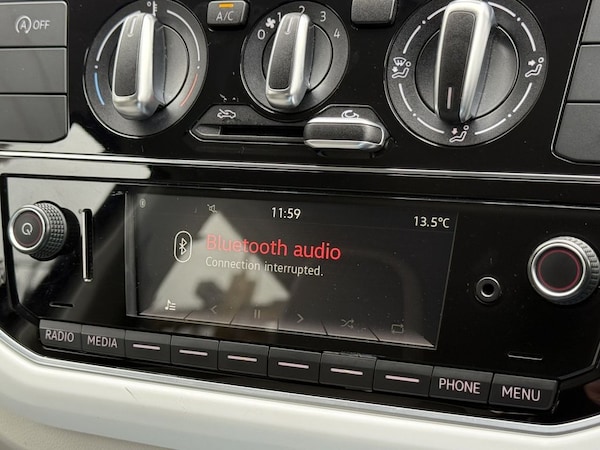 OFF
A/C
0 1 2 3 4
11:59
13.5°C
Bluetooth audio
Connection interrupted.
RADIO
MEDIA
PHONE
MENU